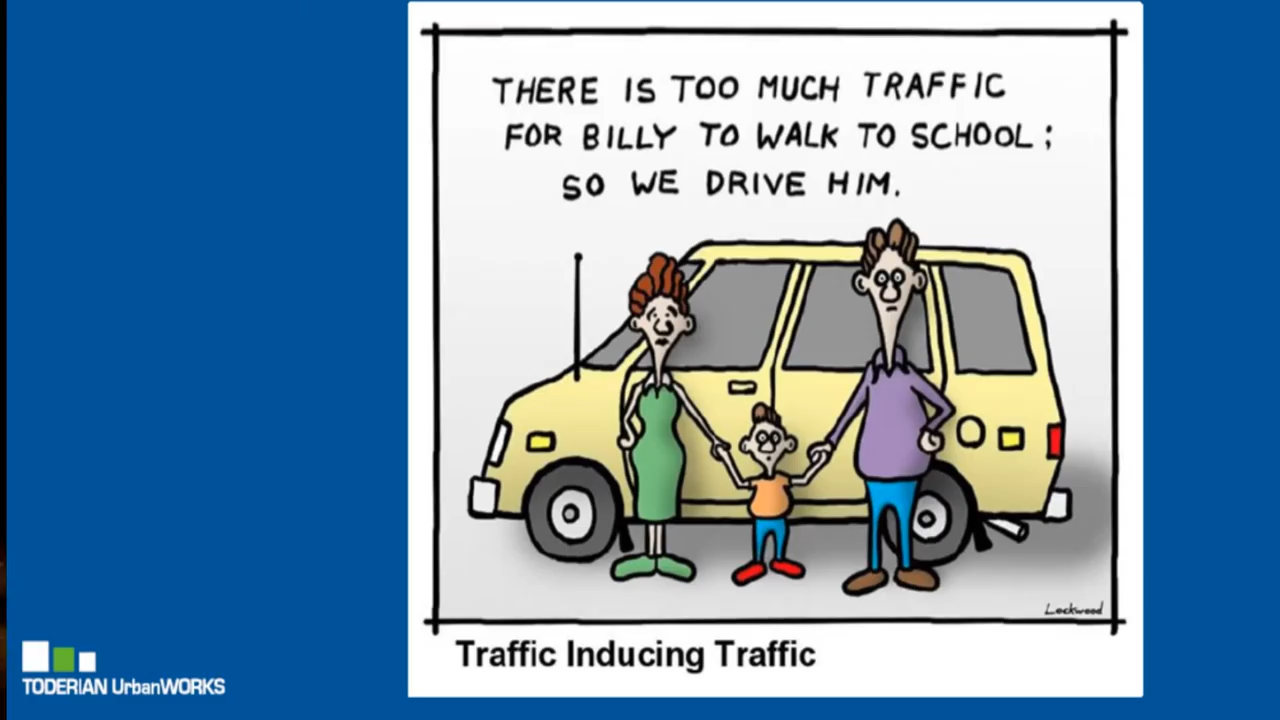 THERE IS TOO MUCH TRAFFIC
FOR BILLY TO WALK TO SCHOOL;
SO WE DRIVE HIM.
Lockwood
Traffic Inducing Traffic
TODERIAN UrbanWORKS